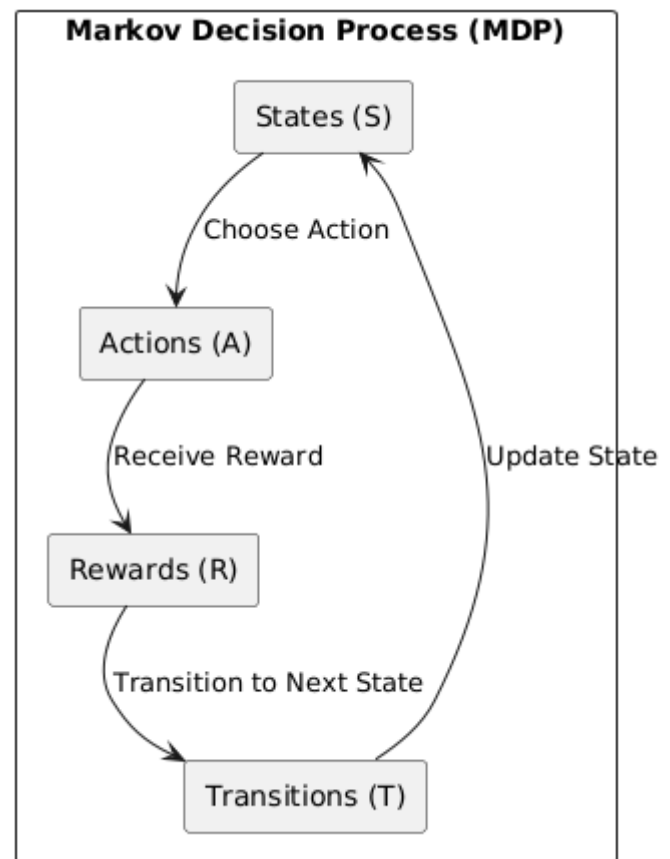 Markov Decision Process (MDP)
States (S)
Choose Action
Actions (A)
Receive Reward
Update State
Rewards (R)
Transition to Next State
Transitions (T)